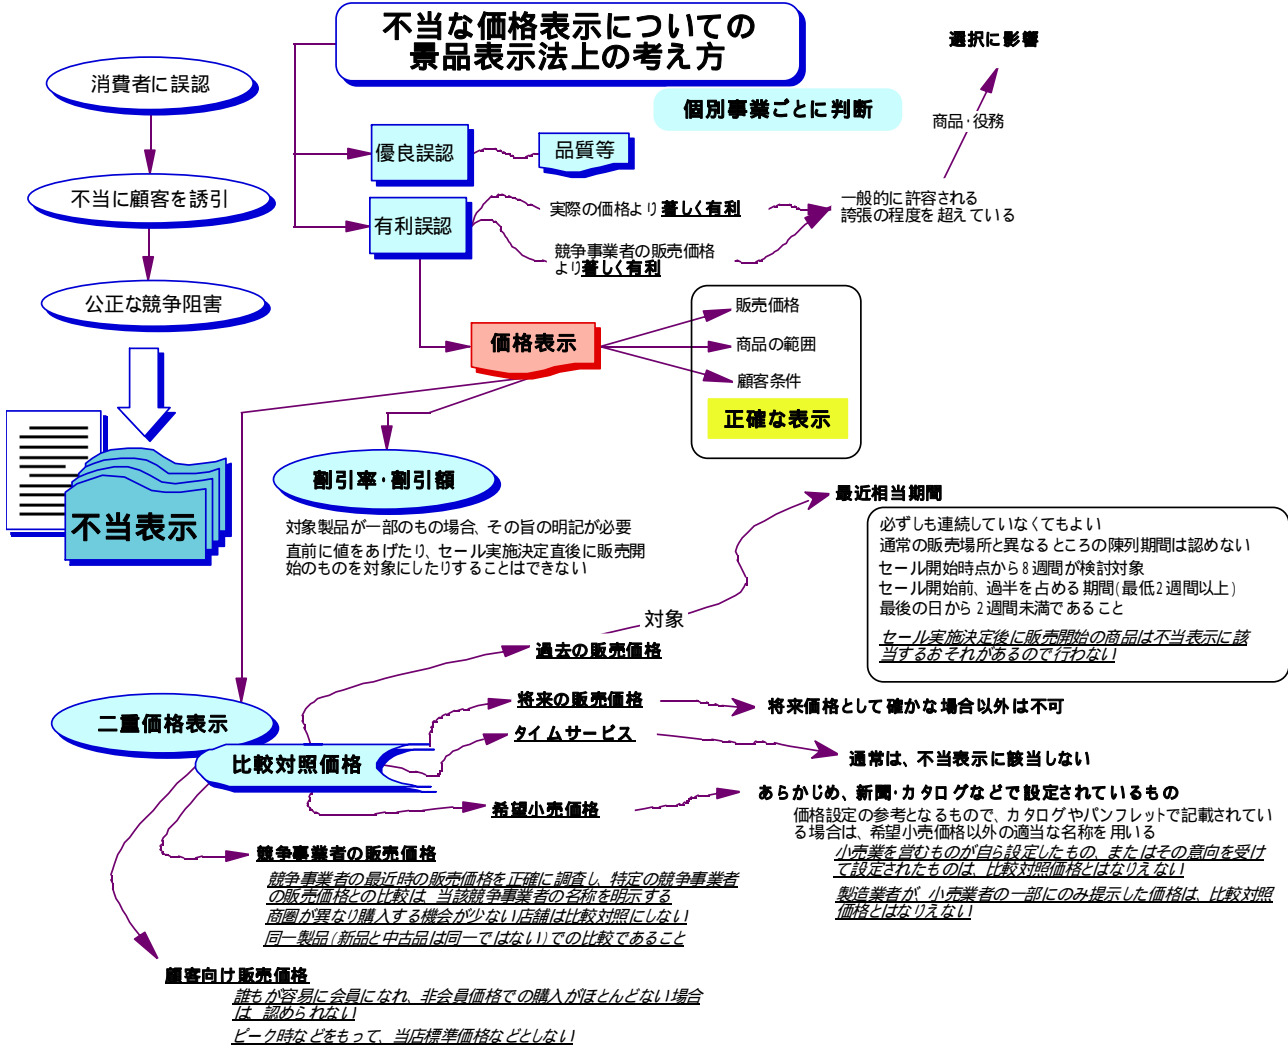 不当な価格表示についての
景品表示法上の考え方
個別事業ごとに判断
選択に影響
商品・役務
消費者に誤認
不当に顧客を誘引
公正な競争阻害
不当表示
優良誤認
品質等
有利誤認
実際の価格より著しく有利
競争事業者の販売価格
より著しく有利
一般的に許容される
誇張の程度を超えている
価格表示
販売価格
商品の範囲
顧客条件
正確な表示
割引率・割引額
対象製品が一部のもの場合、その旨の明記が必要
直前に値をあげたり、セール実施決定直後に販売開
始のものを対象にしたりすることはできない
最近相当期間
必ずしも連続していなくてもよい
通常の販売場所と異なるところの陳列期間は認めない
セール開始時点から8週間が検討対象
セール開始前、過半を占める期間(最低2週間以上)
最後の日から2週間未満であること
セール実施決定後に販売開始の商品は不当表示に該
当するおそれがあるので行わない
対象
過去の販売価格
二重価格表示
比較対照価格
将来の販売価格
将来価格として確かな場合以外は不可
タイムサービス
通常は、不当表示に該当しない
希望小売価格
あらかじめ、新聞・カタログなどで設定されているもの
価格設定の参考となるもので、カタログやパンフレットで記載されてい
る場合は、希望小売価格以外の適当な名称を用いる
小売業を営むものが自ら設定したもの、またはその意向を受け
て設定されたものは、比較対照価格とはなりえない
製造業者が、小売業者の一部にのみ提示した価格は、比較対照
価格とはなりえない
競争事業者の販売価格
競争事業者の最近時の販売価格を正確に調査し、特定の競争事業者
の販売価格との比較は、当該競争事業者の名称を明示する
商圏が異なり購入する機会が少ない店舗は比較対照にしない
同一製品(新品と中古品は同一ではない)での比較であること
顧客向け販売価格
誰もが容易に会員になれ、非会員価格での購入がほとんどない場合
は、認められない
ピーク時などをもって、当店標準価格などとしない